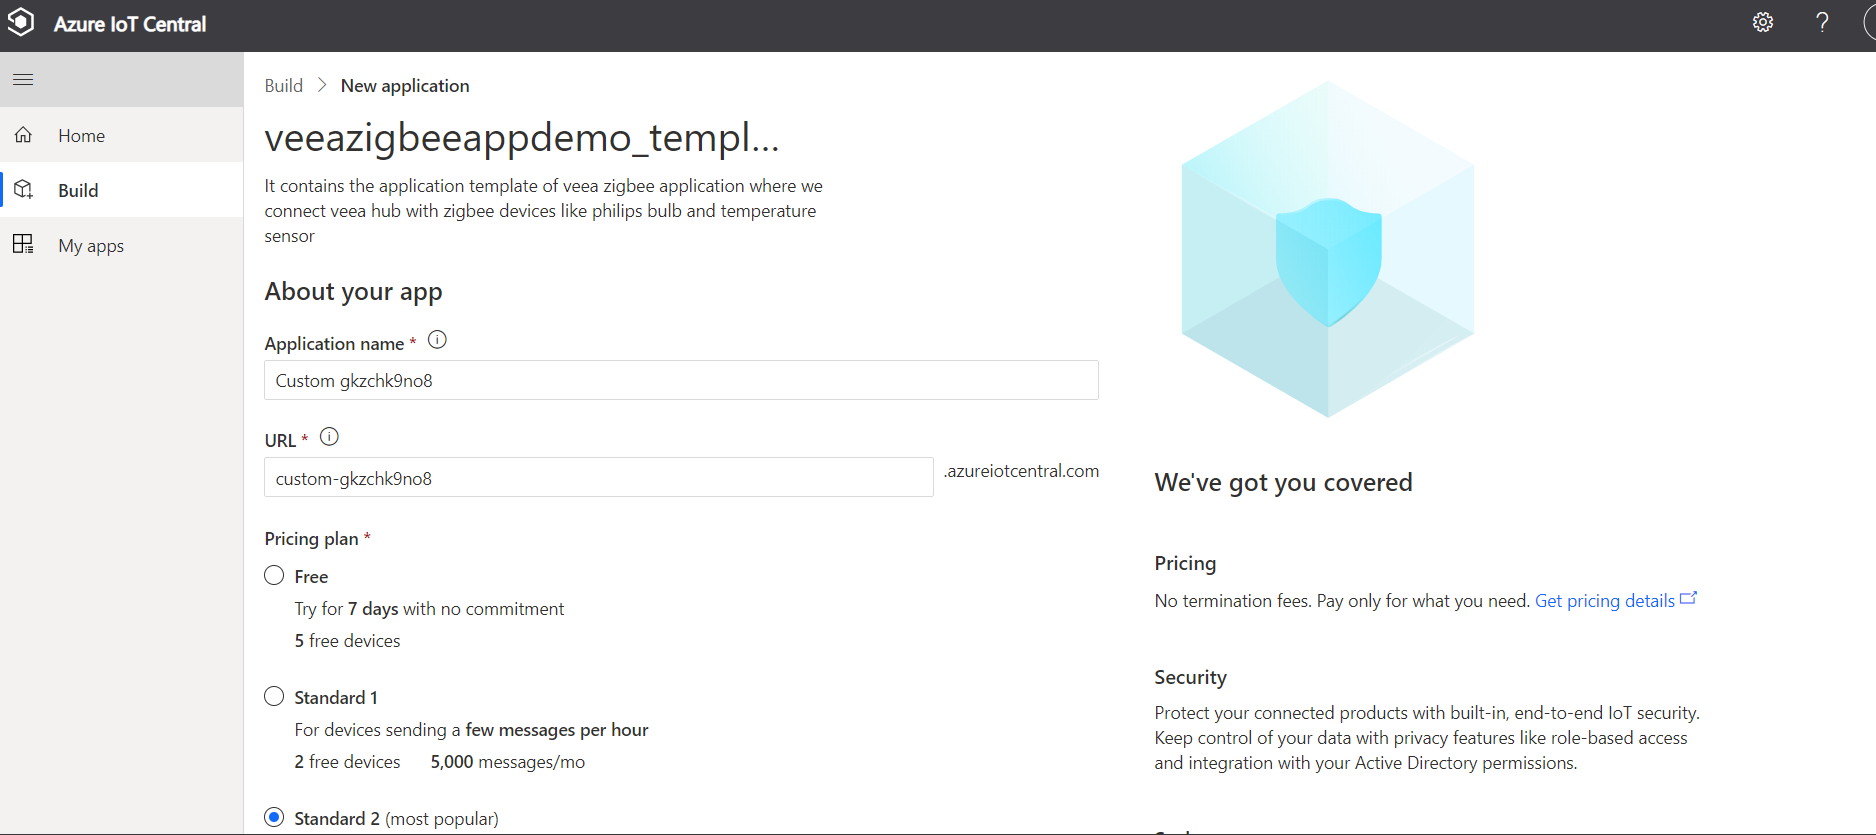 Azure IoT Central
?
Home
Build
My apps
Build > New application
veeazigbeeappdemo_templ...
It contains the application template of veea zigbee application where we
connect veea hub with zigbee devices like philips bulb and temperature
sensor
About your app
Application name *
Custom gkzchk9no8
URL *
custom-gkzchk9no8
.azureiotcentral.com
Pricing plan *
Free
Try for 7 days with no commitment
5 free devices
Standard 1
For devices sending a few messages per hour
2 free devices 5,000 messages/mo
Standard 2 (most popular)
We've got you covered
Pricing
No termination fees. Pay only for what you need. Get pricing details
Security
Protect your connected products with built-in, end-to-end IoT security.
Keep control of your data with privacy features like role-based access
and integration with your Active Directory permissions.